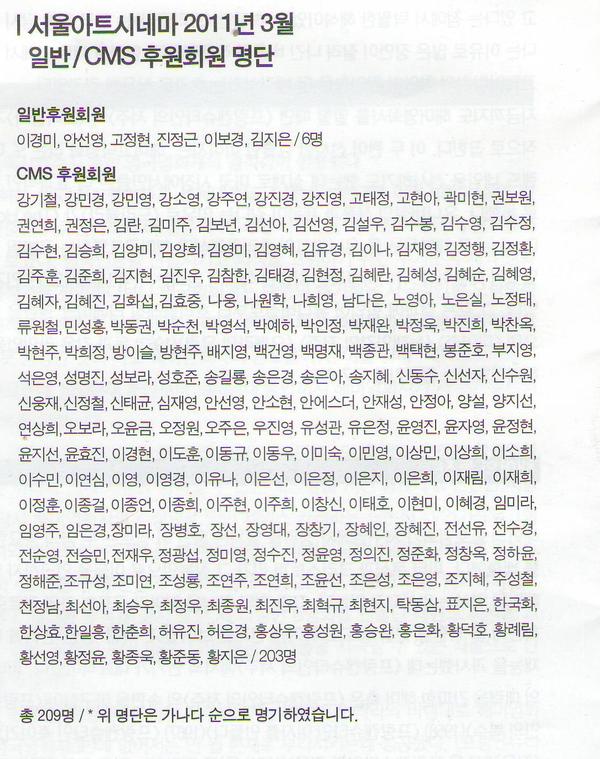 서울아트시네마 2011년 3월
일반/CMS 후원회원 명단
일반후원회원
이경미, 안선영, 고정현, 진정근, 이보경, 김지은 / 6명
CMS 후원회원
강기철, 강민경, 강민영, 강소영, 강주연, 강진경, 강진영, 고태정, 고현아, 곽미현, 권보원,
권연희, 권정은, 김란, 김미주, 김보년, 김선아, 김선영, 김설우, 김수봉, 김수영, 김수정,
김수현, 김승희, 김양미, 김양희, 김영미, 김영혜, 김유경, 김이나, 김재영, 김정행, 김정환,
김주훈, 김준희, 김지현, 김진우, 김참한, 김태경, 김현정, 김혜란, 김혜성, 김혜순, 김혜영,
김혜자, 김혜진, 김화섭, 김효중, 나웅, 나원학, 나희영, 남다은, 노영아, 노은실, 노정태,
류원철, 민성홍, 박동권, 박순천, 박영석, 박예하, 박인정, 박재완, 박정욱, 박진희, 박찬옥,
박현주, 박희정, 방이슬, 방현주, 배지영, 백건영, 백명재, 백종관, 백택현, 봉준호, 부지영,
석은영, 성명진, 성보라, 성호준, 송길룡, 송은경, 송은아, 송지혜, 신동수, 신선자, 신수원,
신웅재, 신정철, 신태균, 심재영, 안선영, 안소현, 안에스더, 안재성, 안정아, 양설, 양지선,
연상희, 오보라, 오윤금, 오정원, 오주은, 우진영, 유성관, 유은정, 윤영진, 윤자영, 윤정현,
윤지선, 윤효진, 이경현, 이도훈, 이동규, 이동우, 이미숙, 이민영, 이상민, 이상희, 이소희,
이수민, 이연심, 이영, 이영경, 이유나, 이은선, 이은정, 이은지, 이은희, 이재림, 이재희,
이정훈, 이종걸, 이종언, 이종희, 이주현, 이주희, 이창신, 이태호, 이현미, 이혜경, 임미라,
임영주, 임은경, 장미라, 장병호, 장선, 장영대, 장창기, 장혜인, 장혜진, 전선유, 전수경,
전순영, 전승민, 전재우, 정광섭, 정미영, 정수진, 정윤영, 정의진, 정준화, 정창옥, 정하윤,
정해준, 조규성, 조미연, 조성룡, 조연주, 조연희, 조윤선, 조은성, 조은영, 조지혜, 주성철,
천정남, 최선아, 최승우, 최정우, 최종원, 최진우, 최혁규, 최현지, 탁동삼, 표지은, 한국화,
한상효, 한일홍, 한춘희, 허유진, 허은경, 홍상우, 홍성원, 홍승완, 홍은화, 황덕호, 황례림,
황선영, 황정윤, 황종욱, 황준동, 황지은 / 203명
총 209명 / * 위 명단은 가나다 순으로 명기하였습니다.